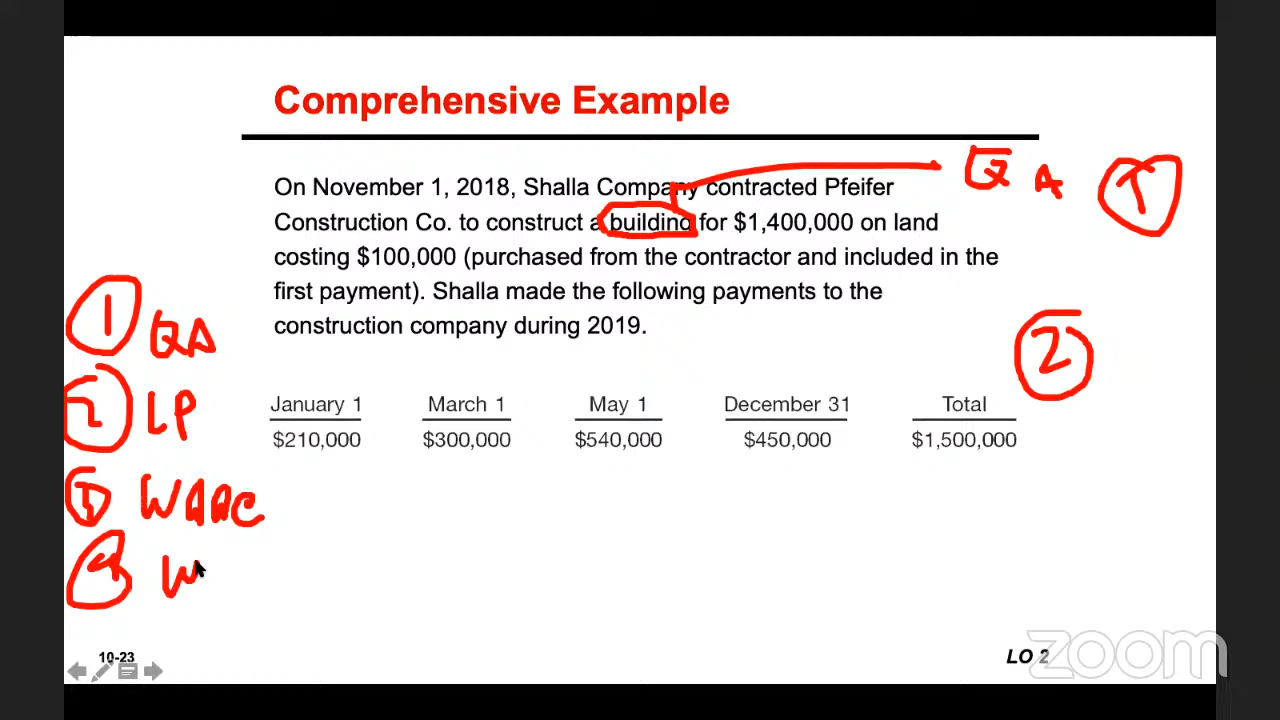 Comprehensive Example
On November 1, 2018, Shalla Company contracted Pfeifer
Construction Co. to construct a building for $1,400,000 on land
costing $100,000 (purchased from the contractor and included in the
first payment). Shalla made the following payments to the
construction company during 2019.
January 1 March 1 May 1 December 31 Total
$210,000 $300,000 $540,000 $450,000 $1,500,000
Q A 1
2
1 QA
2 LP
3 WAAE
4 W
10-23
LO 2
zoom